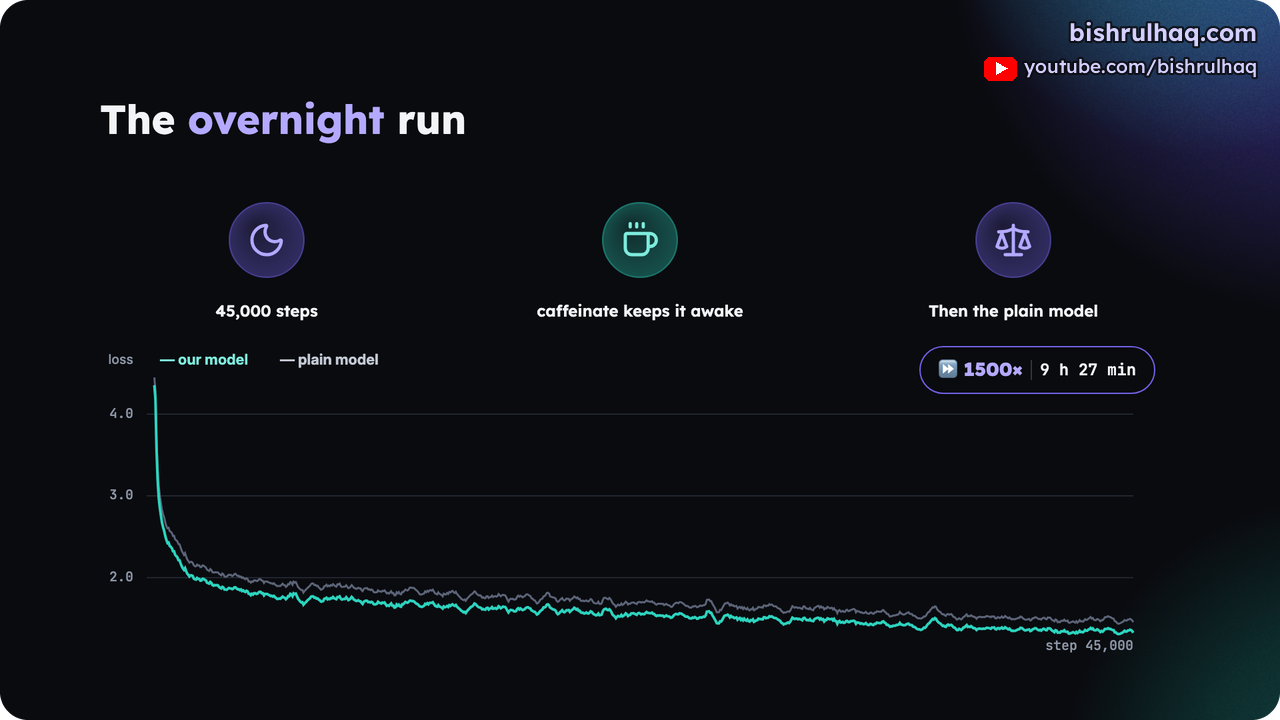 bishrulhaq.com
youtube.com/bishrulhaq
The overnight run
45,000 steps
caffeinate keeps it awake
Then the plain model
loss — our model — plain model
⏩ 1500× | 9 h 27 min
4.0
3.0
2.0
step 45,000